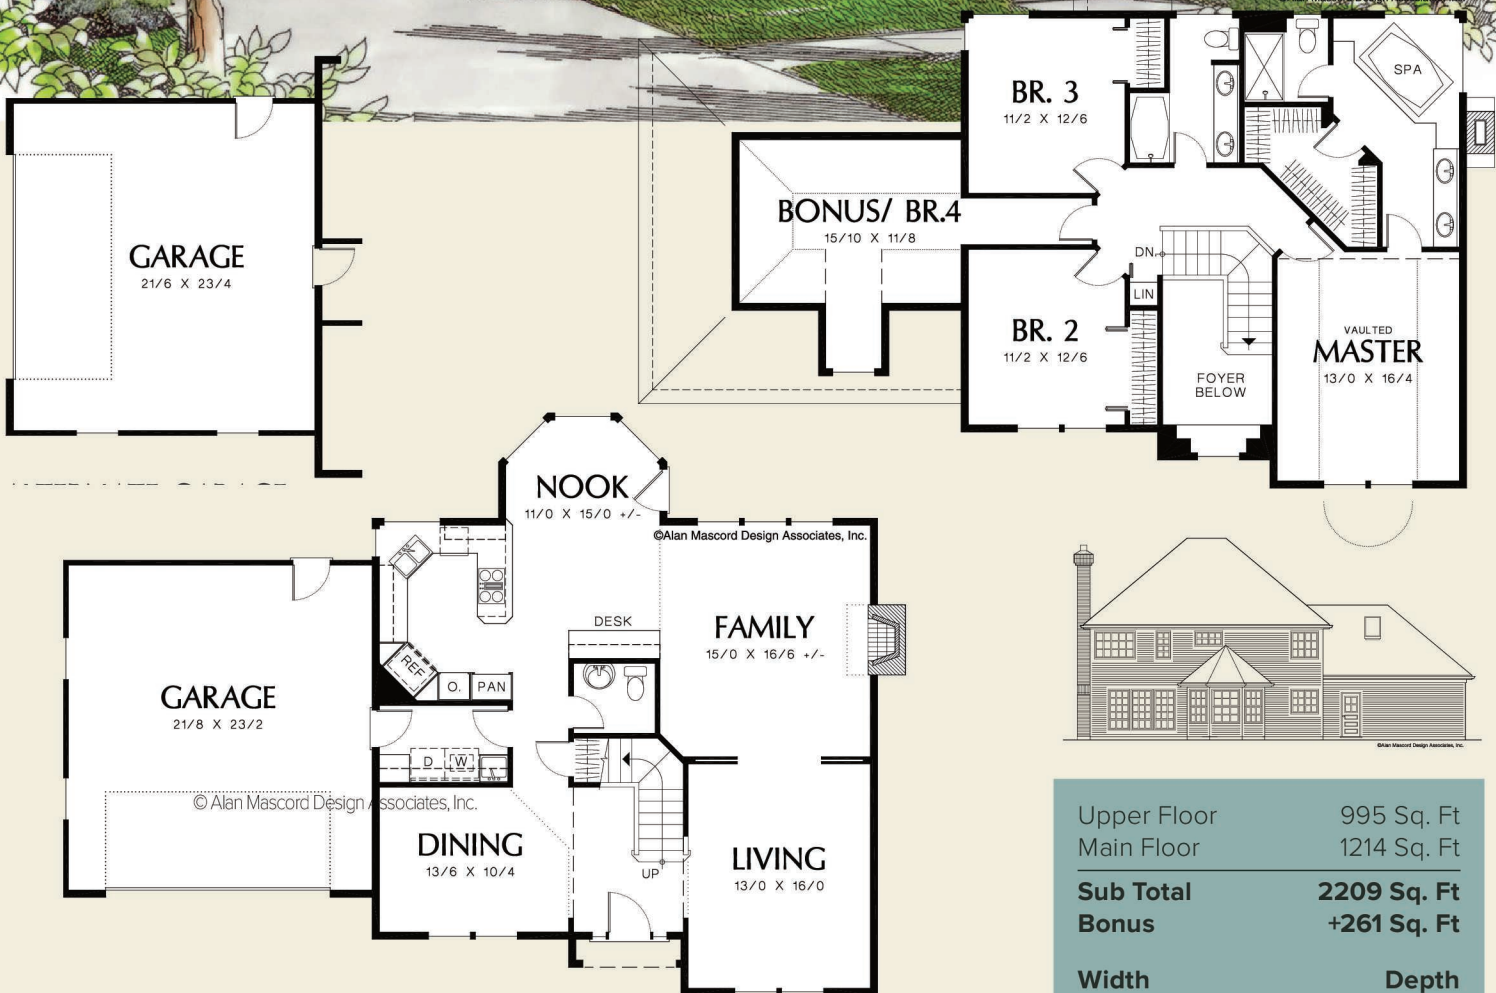 GARAGE
21/6 X 23/4
BR. 3
11/2 X 12/6
SPA
BONUS/ BR.4
15/10 X 11/8
DN.
LIN
BR. 2
11/2 X 12/6
FOYER
BELOW
VAULTED
MASTER
13/0 X 16/4
NOOK
11/0 X 15/0 +/-
©Alan Mascord Design Associates, Inc.
DESK
FAMILY
15/0 X 16/6 +/-
REF
O.
PAN
GARAGE
21/8 X 23/2
D
W
© Alan Mascord Design Associates, Inc.
DINING
13/6 X 10/4
UP
LIVING
13/0 X 16/0
©Alan Mascord Design Associates, Inc.
Upper Floor 995 Sq. Ft
Main Floor 1214 Sq. Ft
Sub Total 2209 Sq. Ft
Bonus +261 Sq. Ft
Width Depth